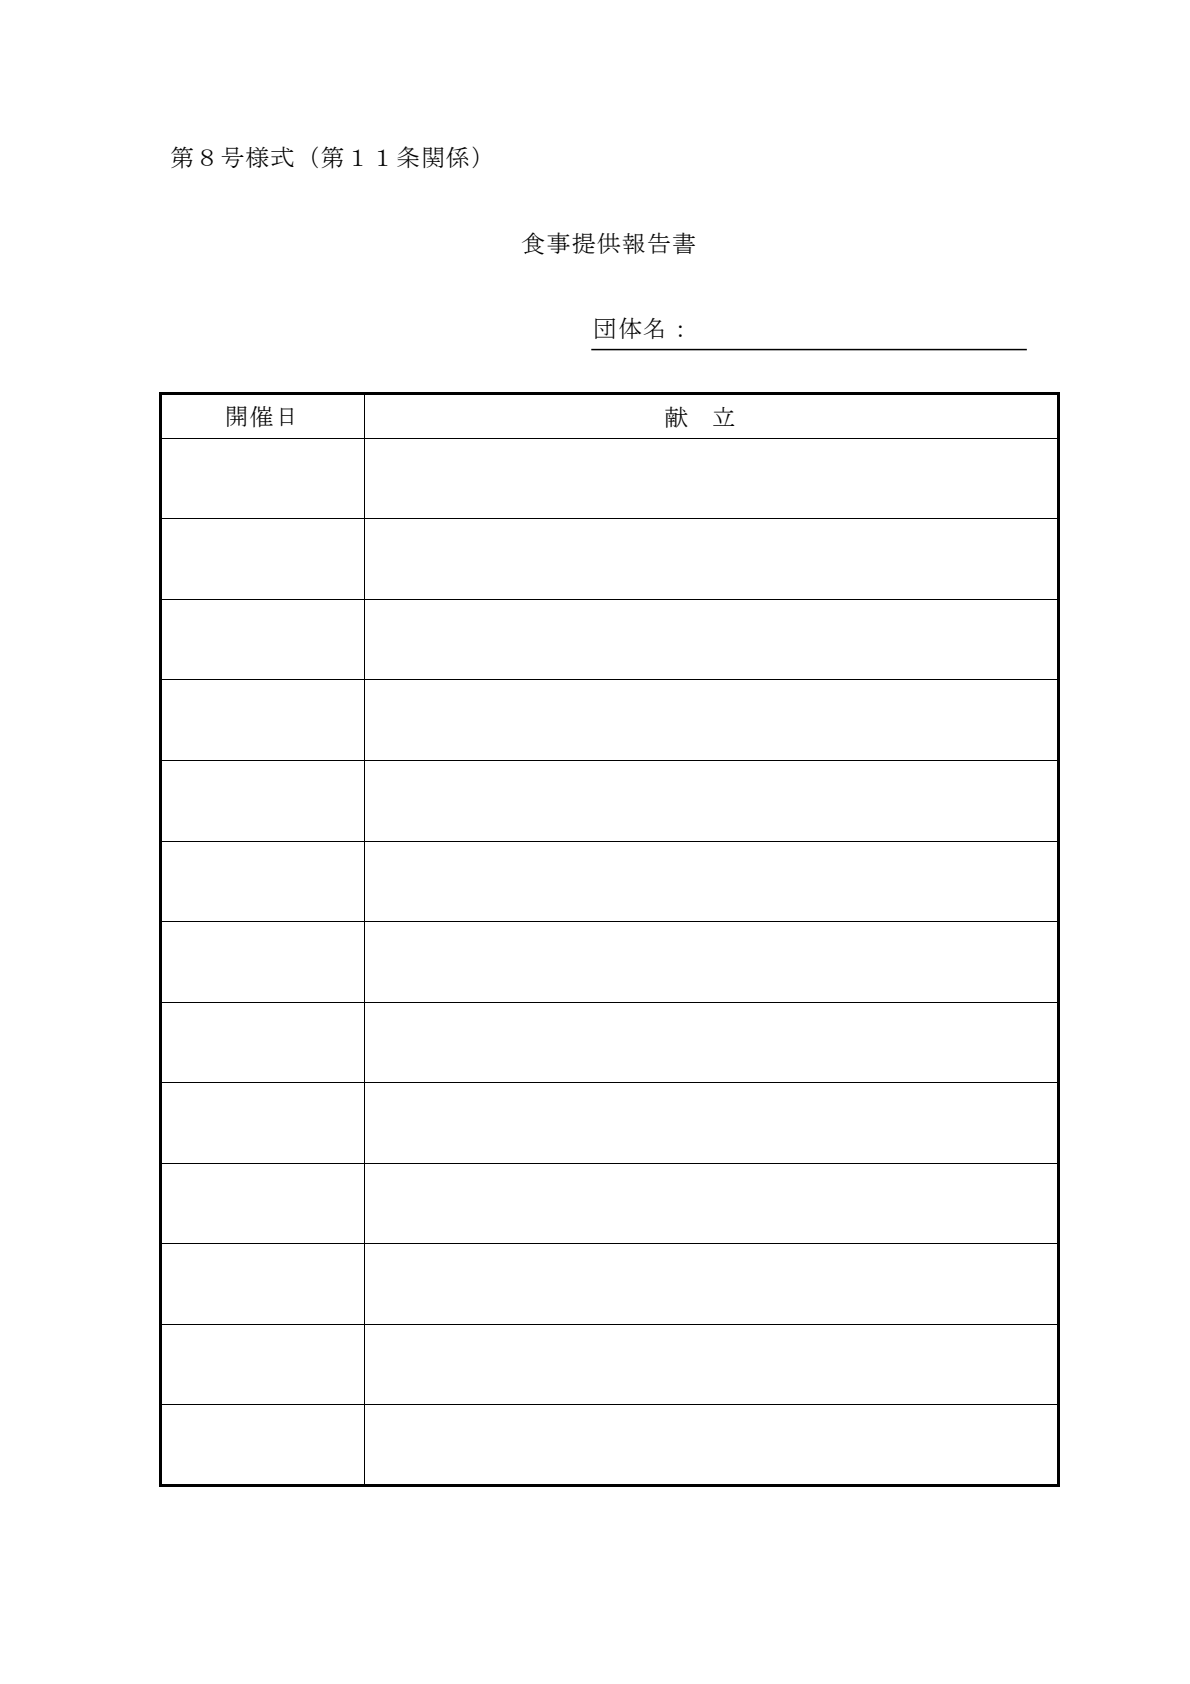 第８号様式（第１１条関係）
食事提供報告書
団体名：
開催日
献　立